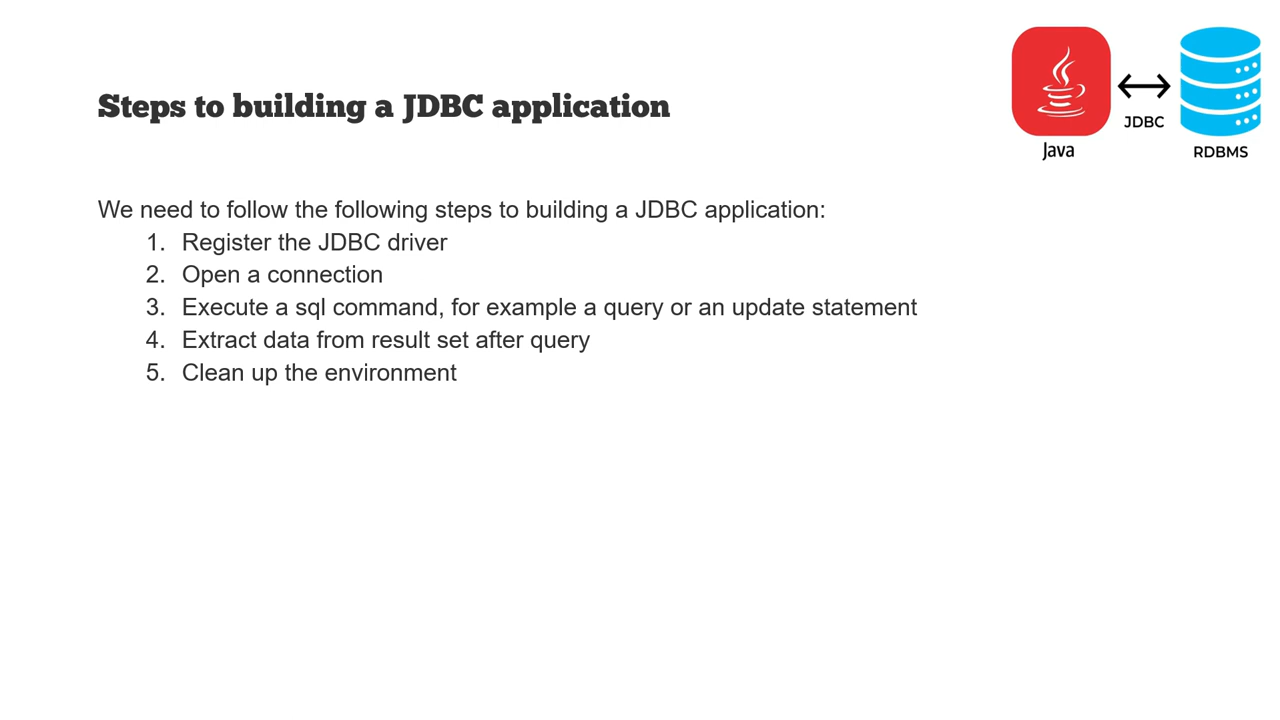 Steps to building a JDBC application
Java
JDBC
RDBMS
We need to follow the following steps to building a JDBC application:
1. Register the JDBC driver
2. Open a connection
3. Execute a sql command, for example a query or an update statement
4. Extract data from result set after query
5. Clean up the environment